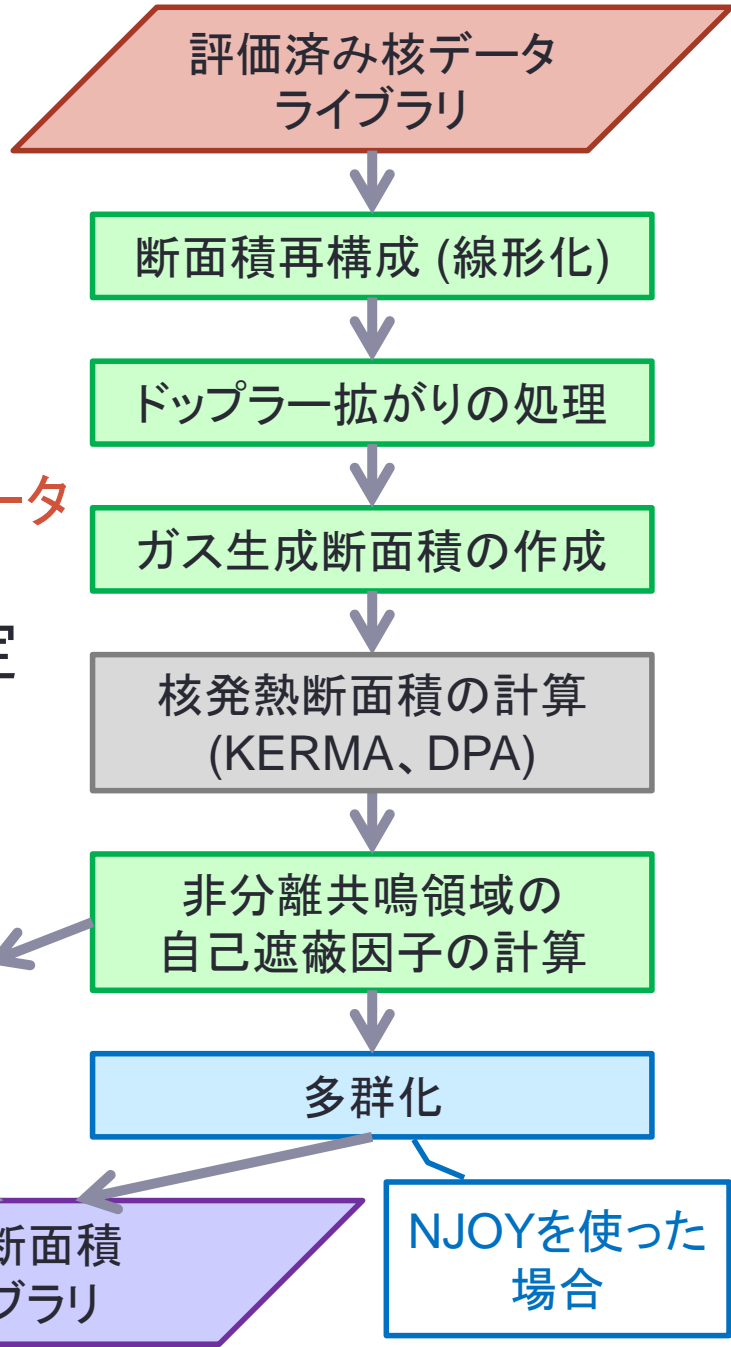 評価済み核データ
ライブラリ
断面積再構成 (線形化)
ドップラー拡がりの処理
ータ
ガス生成断面積の作成
定
核発熱断面積の計算
(KERMA、DPA)
非分離共鳴領域の
自己遮蔽因子の計算
多群化
断面積
ブラリ
NJOYを使った
場合